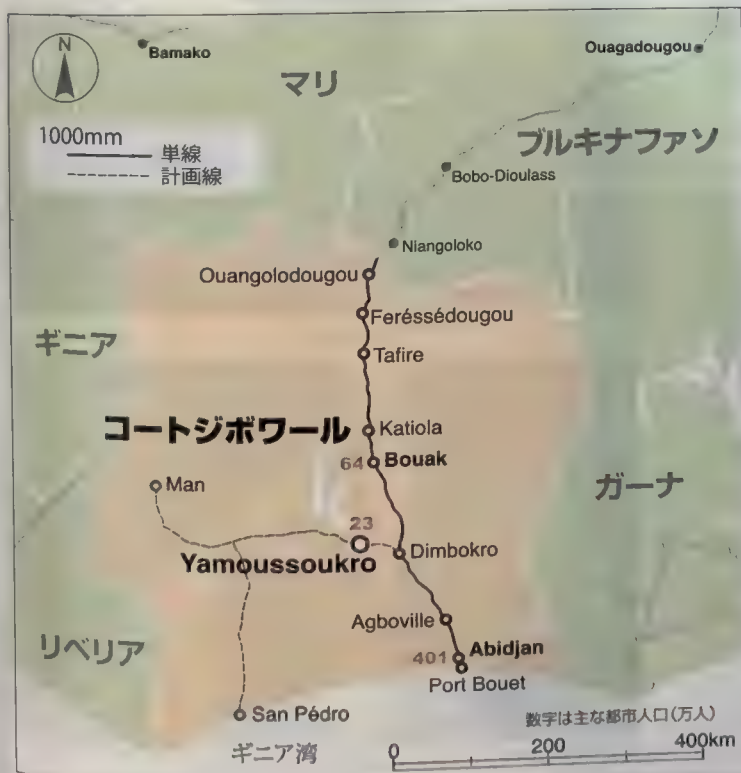 N
Bamako
Ouagadougou
マリ
1000mm
単線
計画線
ブルキナファソ
Bobo-Dioulass
Niangoloko
Ouangolodougou
Feréssédougou
ギニア
Tafire
コートジボワール
Katiola
64 Bouak
ガーナ
Man
23
Yamoussoukro
Dimbokro
Agboville
リベリア
401 Abidjan
Port Bouet
San Pédro
数字は主な都市人口(万人)
ギニア湾
0 200 400km